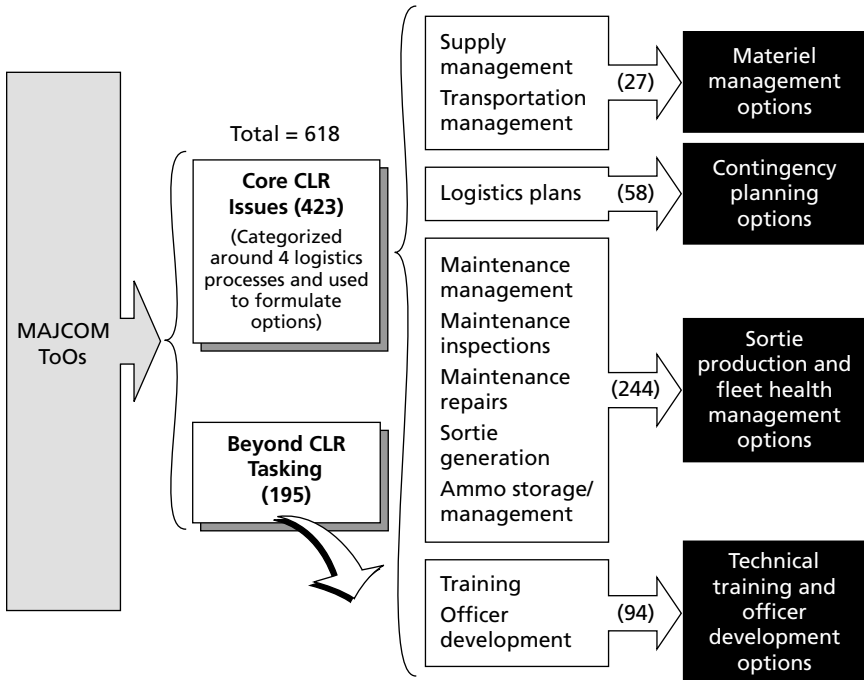 MAJCOM
ToOs
Total = 618
Core CLR
Issues (423)
(Categorized
around 4 logistics
processes and used
to formulate
options)
Beyond CLR
Tasking
(195)
Supply
management
Transportation
management
(27)
Materiel
management
options
Logistics plans
(58)
Contingency
planning
options
Maintenance
management
Maintenance
inspections
Maintenance
repairs
Sortie
generation
Ammo storage/
management
(244)
Sortie
production and
fleet health
management
options
Training
Officer
development
(94)
Technical
training and
officer
development
options